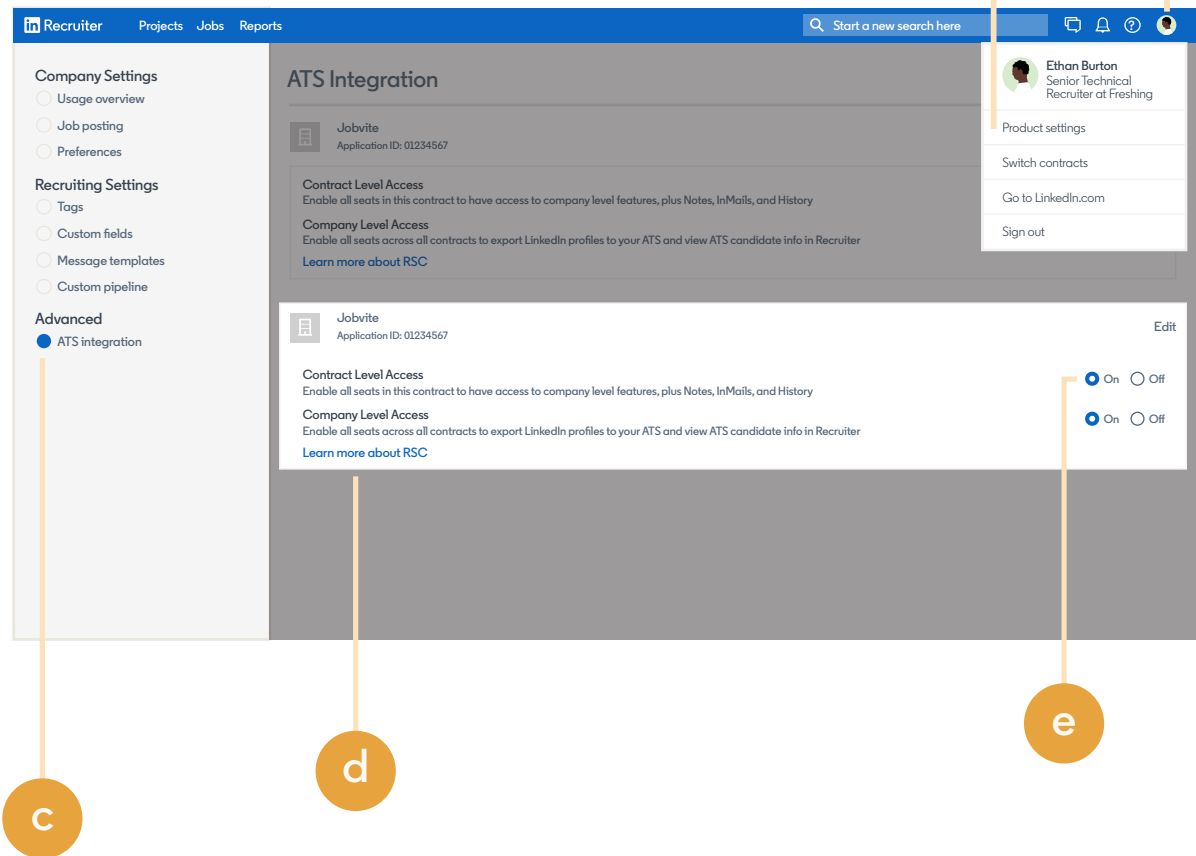 in Recruiter Projects Jobs Reports Start a new search here
Company Settings
Usage overview
Job posting
Preferences
Recruiting Settings
Tags
Custom fields
Message templates
Custom pipeline
Advanced
ATS integration
ATS Integration
Jobvite
Application ID: 01234567
Contract Level Access
Enable all seats in this contract to have access to company level features, plus Notes, InMails, and History
Company Level Access
Enable all seats across all contracts to export LinkedIn profiles to your ATS and view ATS candidate info in Recruiter
Learn more about RSC
Ethan Burton
Senior Technical
Recruiter at Freshing
Product settings
Switch contracts
Go to LinkedIn.com
Sign out
Jobvite
Application ID: 01234567
Edit
Contract Level Access
Enable all seats in this contract to have access to company level features, plus Notes, InMails, and History
On Off
Company Level Access
Enable all seats across all contracts to export LinkedIn profiles to your ATS and view ATS candidate info in Recruiter
On Off
Learn more about RSC
e
d
c